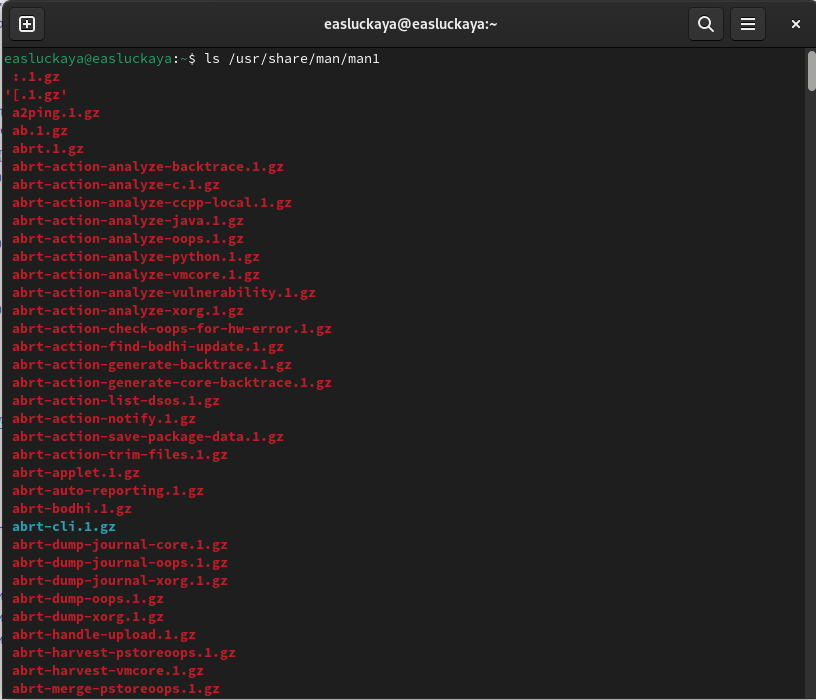 easluckaya@easluckaya:~
easluckaya@easluckaya:~$ ls /usr/share/man/man1
:.1.gz
'[.1.gz'
a2ping.1.gz
ab.1.gz
abrt.1.gz
abrt-action-analyze-backtrace.1.gz
abrt-action-analyze-c.1.gz
abrt-action-analyze-ccpp-local.1.gz
abrt-action-analyze-java.1.gz
abrt-action-analyze-oops.1.gz
abrt-action-analyze-python.1.gz
abrt-action-analyze-vmcore.1.gz
abrt-action-analyze-vulnerability.1.gz
abrt-action-analyze-xorg.1.gz
abrt-action-check-oops-for-hw-error.1.gz
abrt-action-find-bodhi-update.1.gz
abrt-action-generate-backtrace.1.gz
abrt-action-generate-core-backtrace.1.gz
abrt-action-list-dsos.1.gz
abrt-action-notify.1.gz
abrt-action-save-package-data.1.gz
abrt-action-trim-files.1.gz
abrt-applet.1.gz
abrt-auto-reporting.1.gz
abrt-bodhi.1.gz
abrt-cli.1.gz
abrt-dump-journal-core.1.gz
abrt-dump-journal-oops.1.gz
abrt-dump-journal-xorg.1.gz
abrt-dump-oops.1.gz
abrt-dump-xorg.1.gz
abrt-handle-upload.1.gz
abrt-harvest-pstoreoops.1.gz
abrt-harvest-vmcore.1.gz
abrt-merge-pstoreoops.1.gz